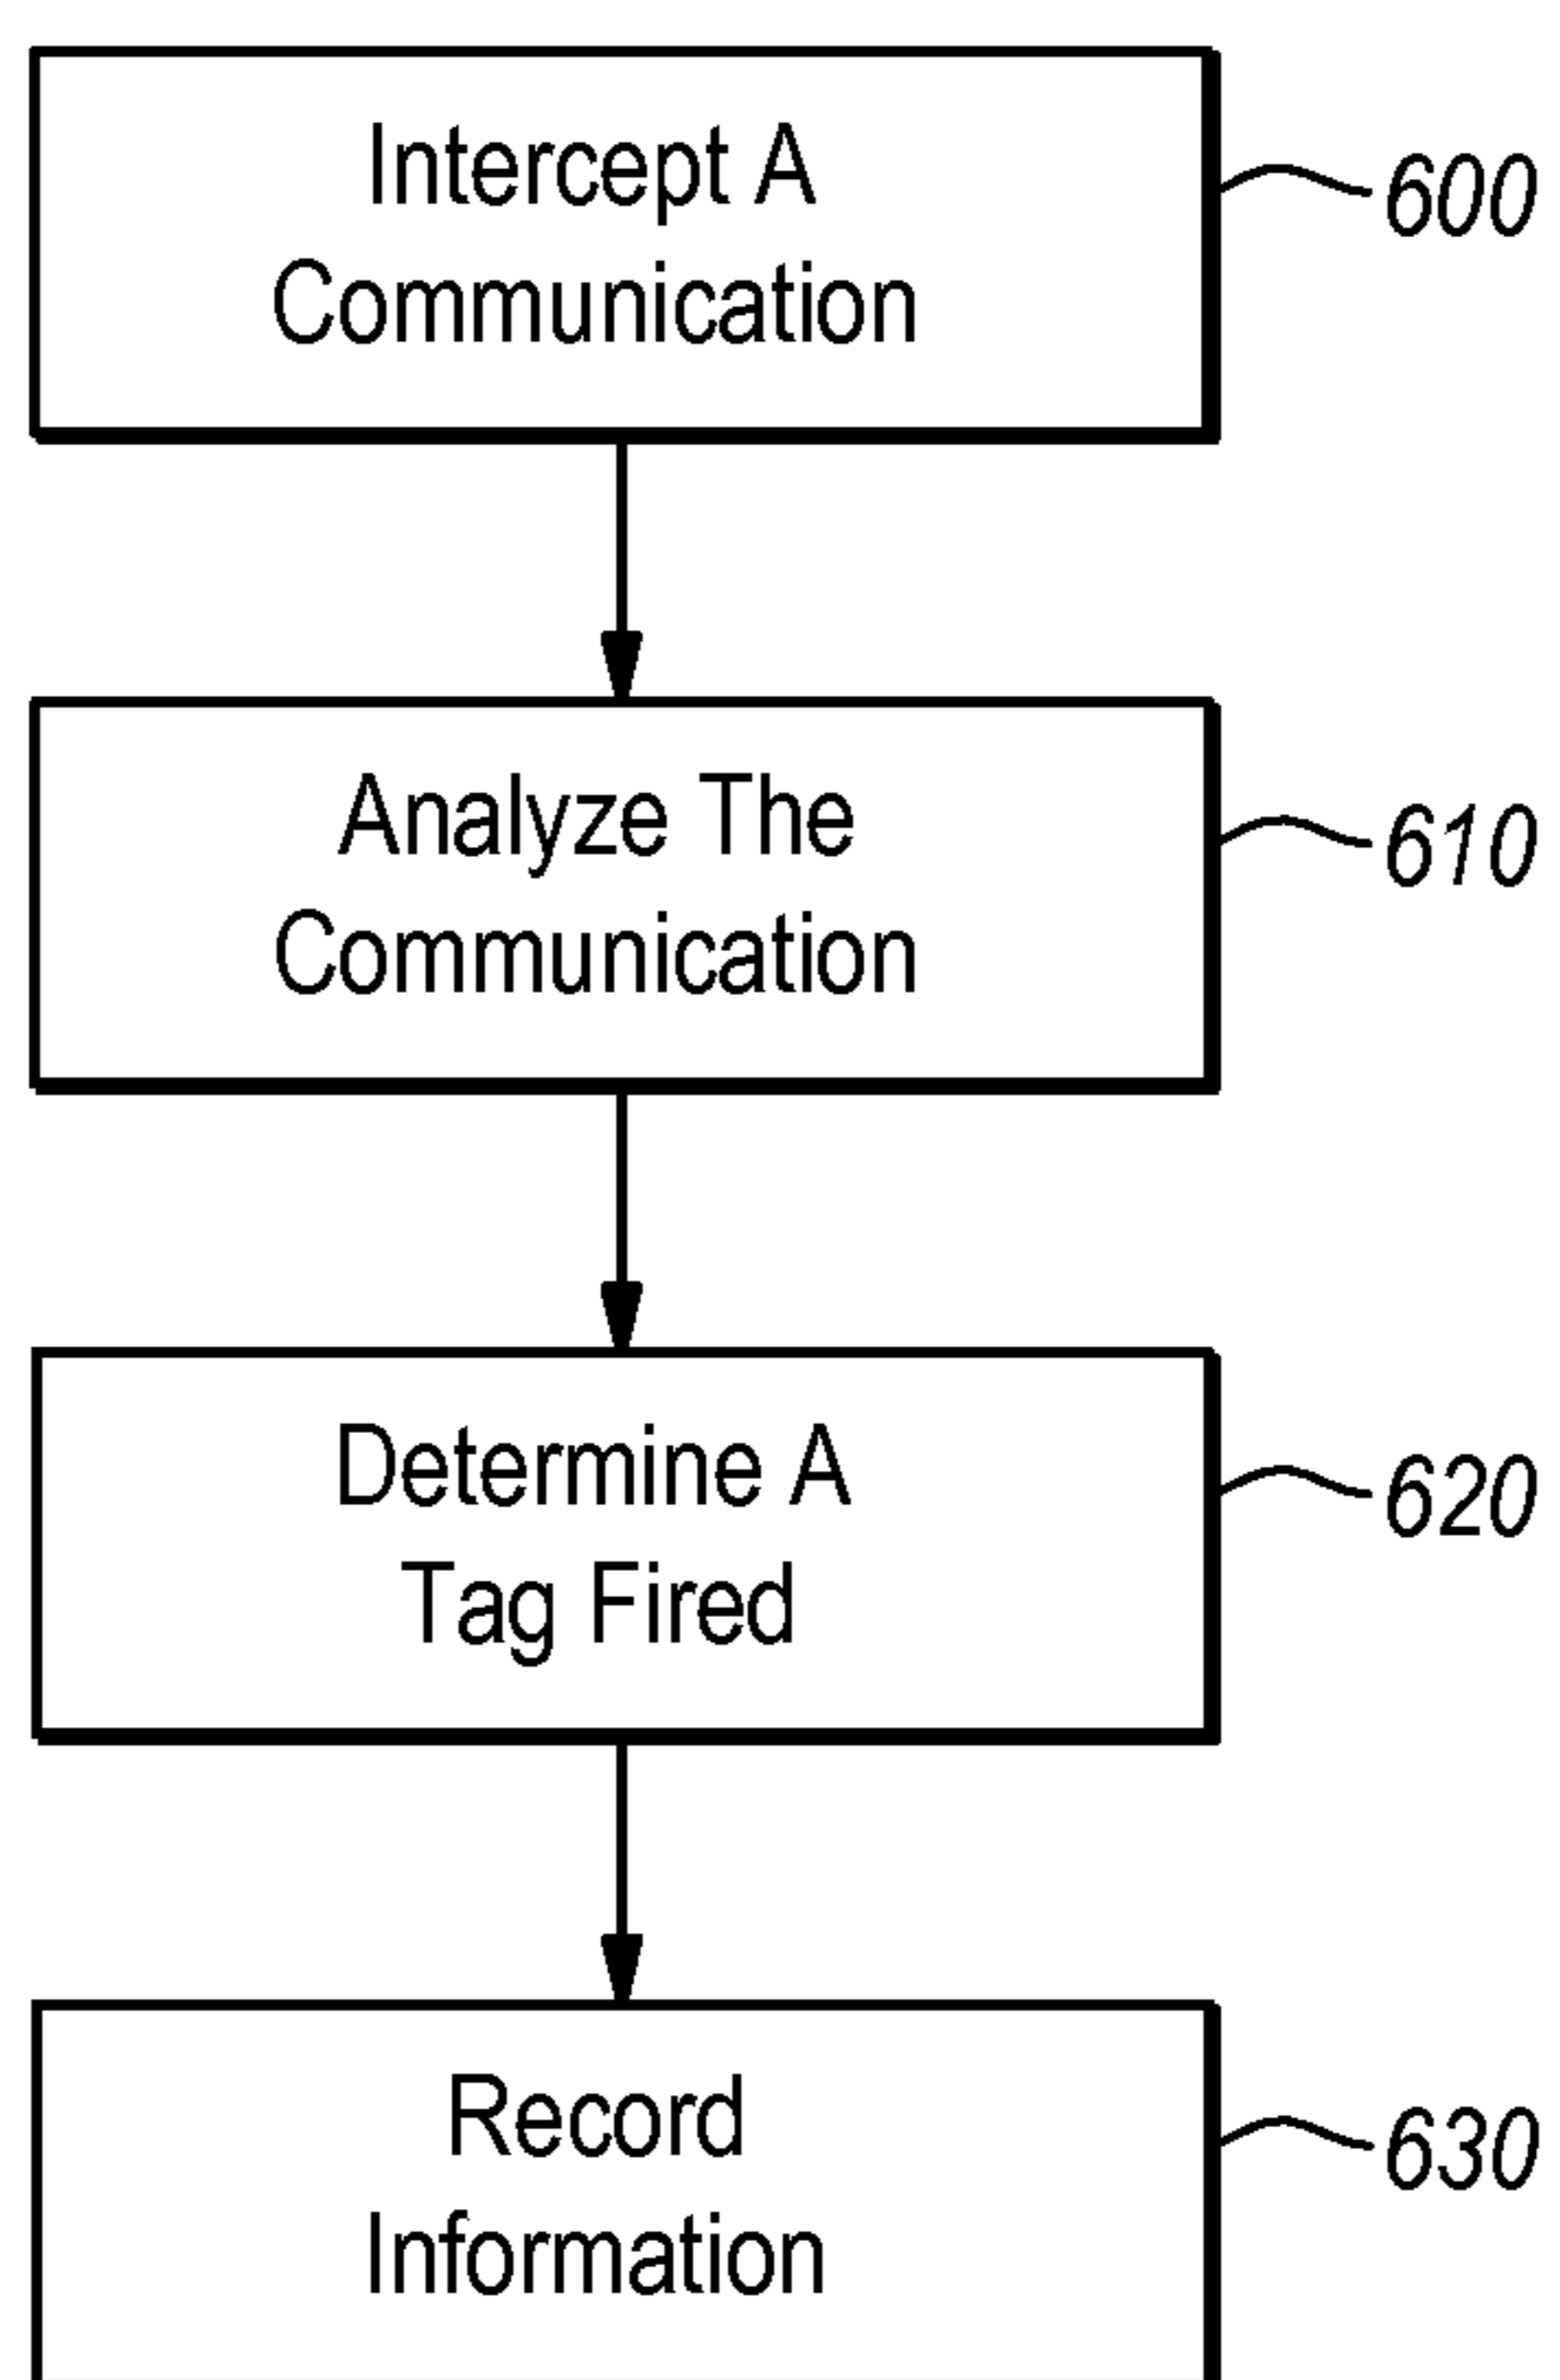 Intercept A
Communication
600
Analyze The
Communication
610
Determine A
Tag Fired
620
Record
Information
630